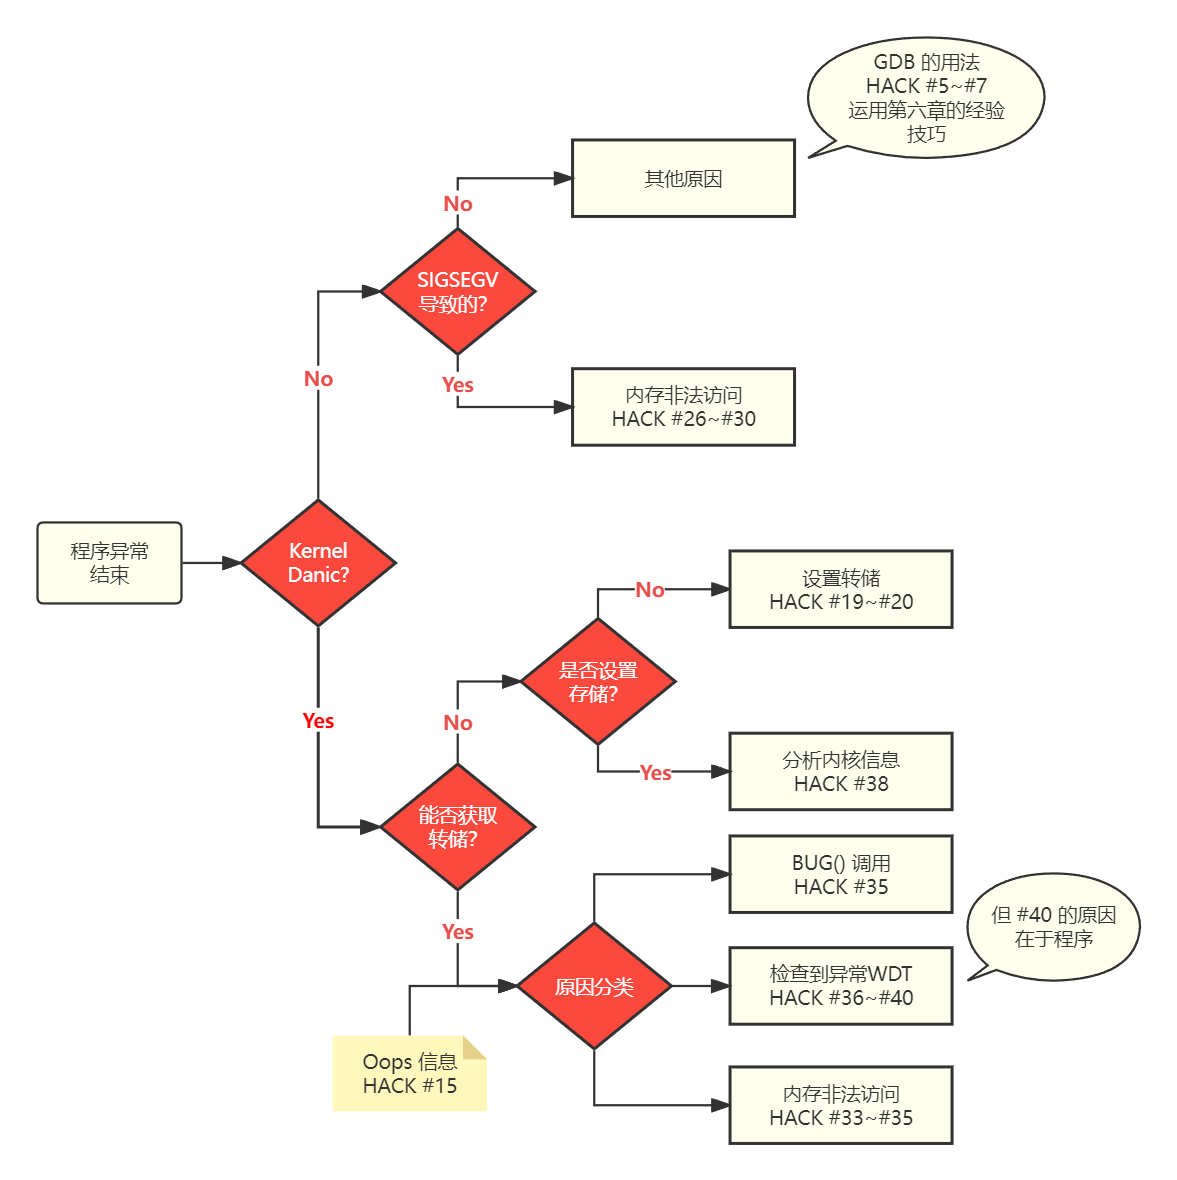 GDB 的用法
HACK #5~#7
运用第六章的经验
技巧
其他原因
No
SIGSEGV
导致的?
No
Yes
内存非法访问
HACK #26~#30
程序异常
结束
Kernel
Danic?
设置转储
HACK #19~#20
No
是否设置
存储?
Yes
No
Yes
分析内核信息
HACK #38
能否获取
转储?
BUG() 调用
HACK #35
Yes
但 #40 的原因
在于程序
原因分类
检查到异常WDT
HACK #36~#40
Oops 信息
HACK #15
内存非法访问
HACK #33~#35